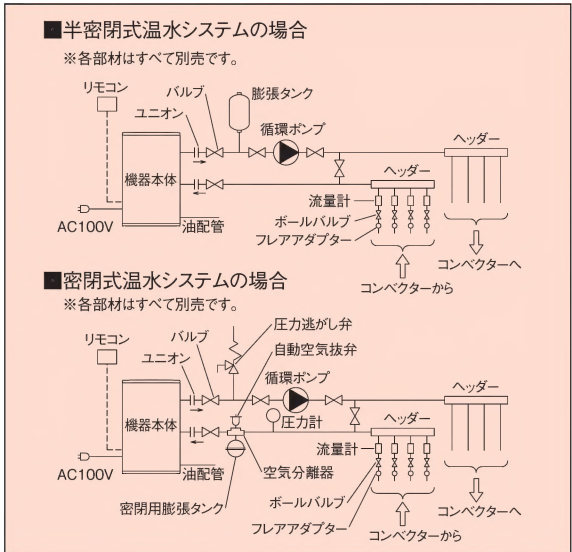 ■半密閉式温水システムの場合
※各部材はすべて別売です。
リモコン
バルブ
膨張タンク
ユニオン
循環ポンプ
ヘッダー
機器本体
ヘッダー
流量計
ボールバルブ
フレアアダプター
AC100V
油配管
コンベクターへ
コンベクターから
■密閉式温水システムの場合
※各部材はすべて別売です。
圧力逃がし弁
リモコン
バルブ
自動空気抜弁
ユニオン
循環ポンプ
ヘッダー
機器本体
圧力計
ヘッダー
流量計
AC100V
油配管
空気分離器
密閉用膨張タンク
ボールバルブ
フレアアダプター
コンベクターへ
コンベクターから